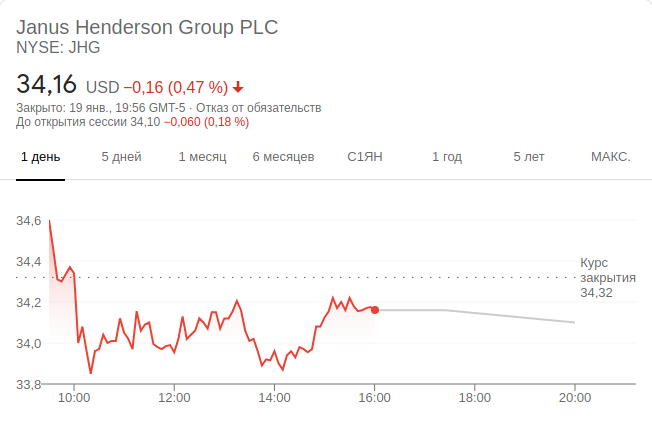 Janus Henderson Group PLC
NYSE: JHG
34,16 USD −0,16 (0,47 %)
Закрыто: 19 янв., 19:56 GMT-5 · Отказ от обязательств
До открытия сессии 34,10 −0,060 (0,18 %)
1 день 5 дней 1 месяц 6 месяцев С1ЯН 1 год 5 лет МАКС.
34,6
34,4
Курс
закрытия
34,32
34,2
34,0
33,8
10:00 12:00 14:00 16:00 18:00 20:00